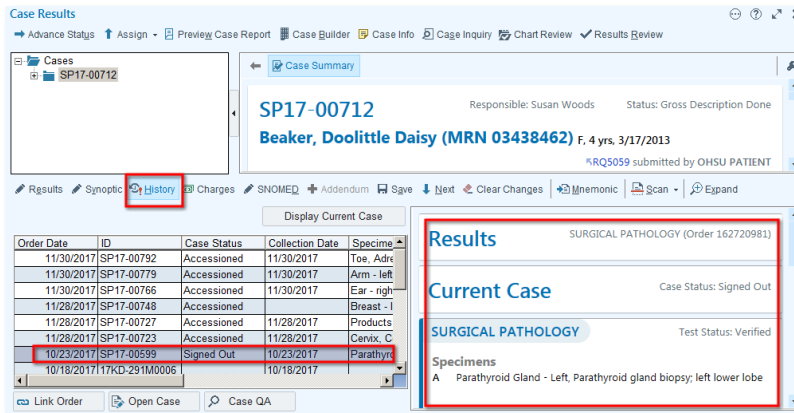 Case Results
Advance Status Assign Preview Case Report Case Builder Case Info Case Inquiry Chart Review Results Review
Cases
SP17-00712
Case Summary
SP17-00712 Responsible: Susan Woods Status: Gross Description Done
Beaker, Doolittle Daisy (MRN 03438462) F, 4 yrs, 3/17/2013
RQ5059 submitted by OHSU PATIENT
Results Synoptic History Charges SNOMED Addendum Save Next Clear Changes Mnemonic Scan Expand
Display Current Case
Order Date ID Case Status Collection Date Specime
11/30/2017 SP17-00792 Accessioned 11/30/2017 Toe, Adre
11/30/2017 SP17-00779 Accessioned 11/30/2017 Arm - left
11/30/2017 SP17-00766 Accessioned 11/30/2017 Ear - righ
11/28/2017 SP17-00748 Accessioned Breast - l
11/28/2017 SP17-00727 Accessioned 11/28/2017 Products
11/28/2017 SP17-00723 Accessioned 11/28/2017 Cervix, C
10/23/2017 SP17-00599 Signed Out 10/23/2017 Parathyro
10/18/2017 17KD-291M0006 10/18/2017
Link Order Open Case Case QA
Results SURGICAL PATHOLOGY (Order 162720981)
Current Case Case Status: Signed Out
SURGICAL PATHOLOGY Test Status: Verified
Specimens
A Parathyroid Gland - Left, Parathyroid gland biopsy; left lower lobe